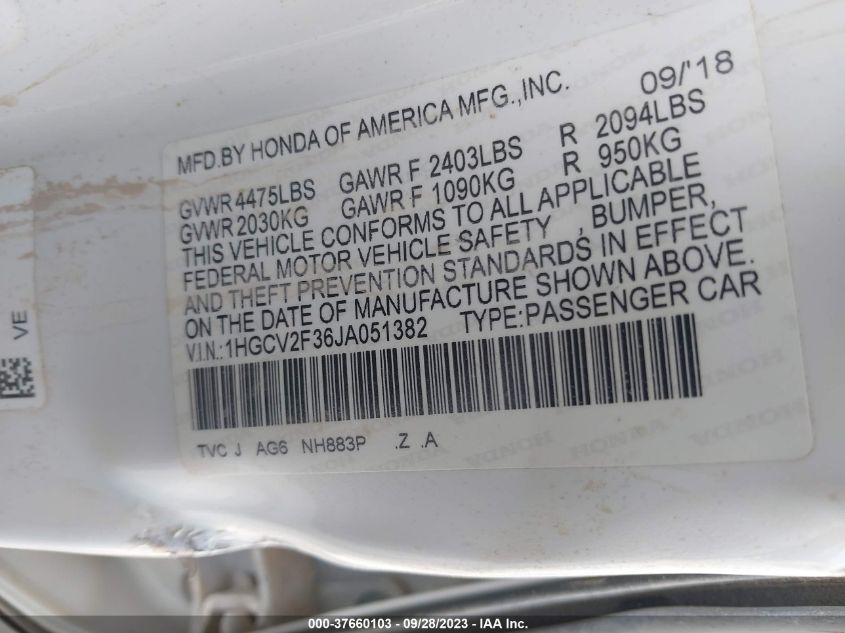 MFD.BY HONDA OF AMERICA MFG.,INC. 09/'18
GVWR 4475LBS GAWR F 2403LBS R 2094LBS
GVWR 2030KG GAWR F 1090KG R 950KG
THIS VEHICLE CONFORMS TO ALL APPLICABLE
FEDERAL MOTOR VEHICLE SAFETY , BUMPER,
AND THEFT PREVENTION STANDARDS IN EFFECT
ON THE DATE OF MANUFACTURE SHOWN ABOVE.
V.I.N.:1HGCV2F36JA051382 TYPE:PASSENGER CAR
TVC J AG6 NH883P .Z .A
VE
000-37660103 - 09/28/2023 - IAA Inc.